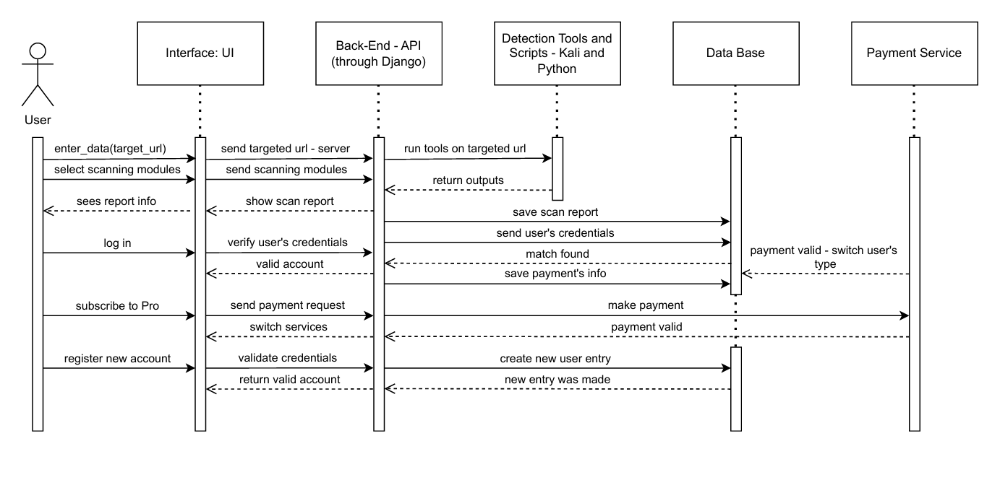 Interface: UI
Back-End - API
(through Django)
Detection Tools and
Scripts - Kali and
Python
Data Base
Payment Service
User
enter_data(target_url)
send targeted url - server
run tools on targeted url
select scanning modules
send scanning modules
return outputs
sees report info
show scan report
save scan report
send user's credentials
log in
verify user's credentials
match found
payment valid - switch user's
type
valid account
save payment's info
subscribe to Pro
send payment request
make payment
switch services
payment valid
register new account
validate credentials
create new user entry
return valid account
new entry was made